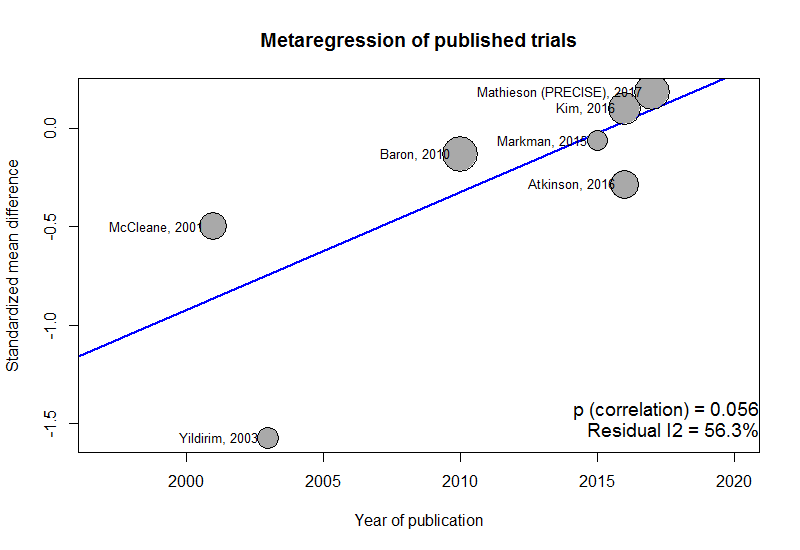 Metaregression of published trials
Standardized mean difference
0.0
-0.5
-1.0
-1.5
Mathieson (PRECISE), 2017
Kim, 2016
Markman, 2015
Baron, 2010
Atkinson, 2016
McCleane, 2001
Yildirim, 2003
p (correlation) = 0.056
Residual I2 = 56.3%
2000 2005 2010 2015 2020
Year of publication